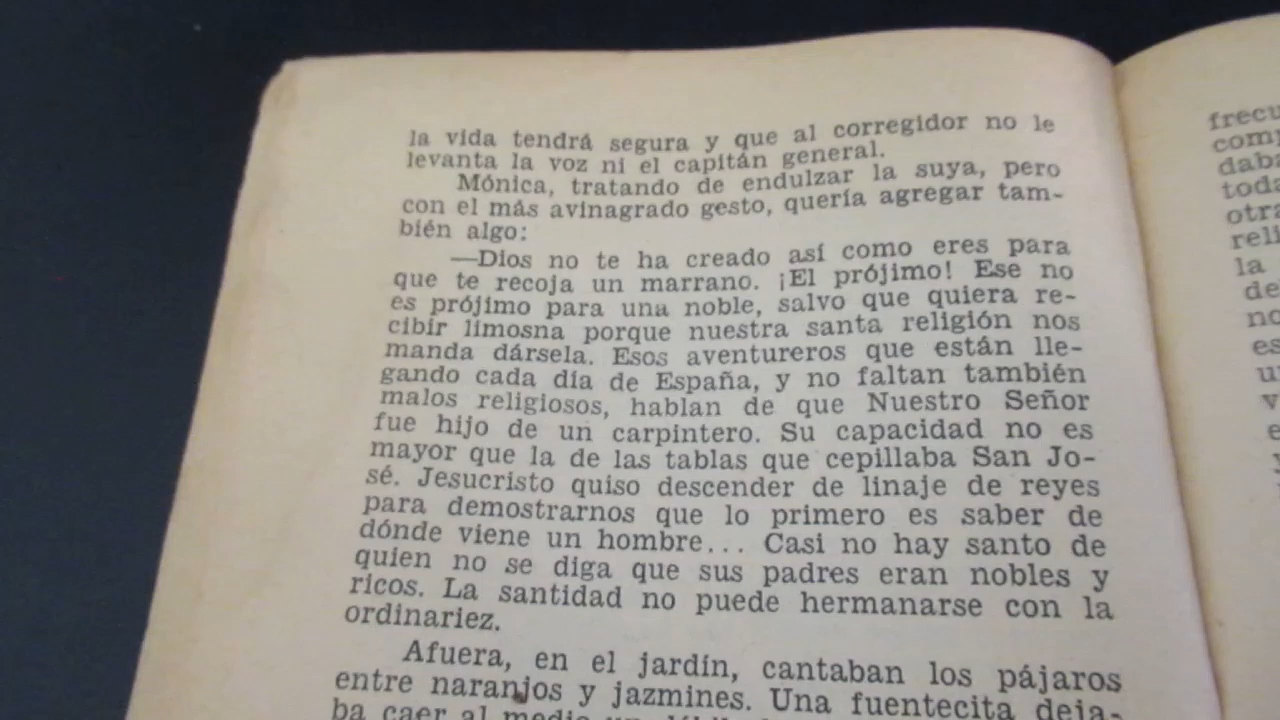 la vida tendrá segura y que al corregidor no le
levanta la voz ni el capitán general.
Mónica, tratando de endulzar la suya, pero
con el más avinagrado gesto, quería agregar tam-
bién algo:
—Dios no te ha creado así como eres para
que te recoja un marrano. ¡El prójimo! Ese no
es prójimo para una noble, salvo que quiera re-
cibir limosna porque nuestra santa religión nos
manda dársela. Esos aventureros que están lle-
gando cada día de España, y no faltan también
malos religiosos, hablan de que Nuestro Señor
fue hijo de un carpintero. Su capacidad no es
mayor que la de las tablas que cepillaba San Jo-
sé. Jesucristo quiso descender de linaje de reyes
para demostrarnos que lo primero es saber de
dónde viene un hombre... Casi no hay santo de
quien no se diga que sus padres eran nobles y
ricos. La santidad no puede hermanarse con la
ordinariez.
Afuera, en el jardín, cantaban los pájaros
entre naranjos y jazmines. Una fuentecita deja-
ba caer al medio un
la
de